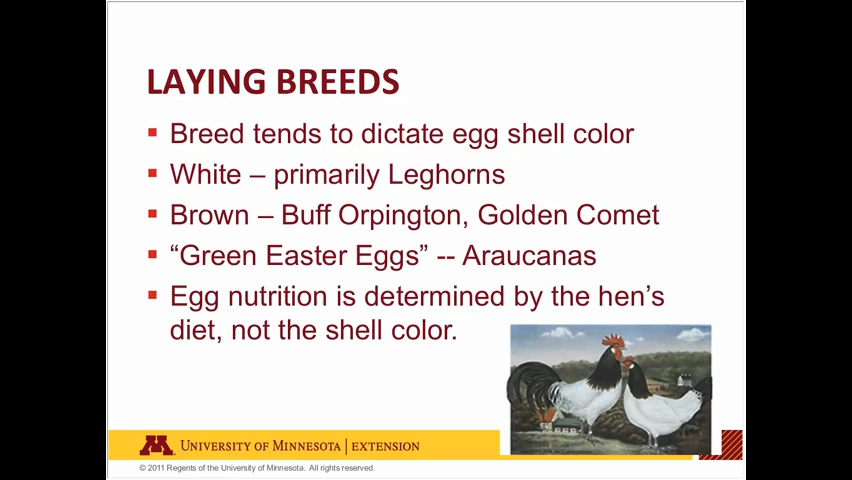 LAYING BREEDS
▪ Breed tends to dictate egg shell color
▪ White – primarily Leghorns
▪ Brown – Buff Orpington, Golden Comet
▪ “Green Easter Eggs” -- Araucanas
▪ Egg nutrition is determined by the hen’s
diet, not the shell color.
M UNIVERSITY OF MINNESOTA | EXTENSION
© 2011 Regents of the University of Minnesota. All rights reserved.